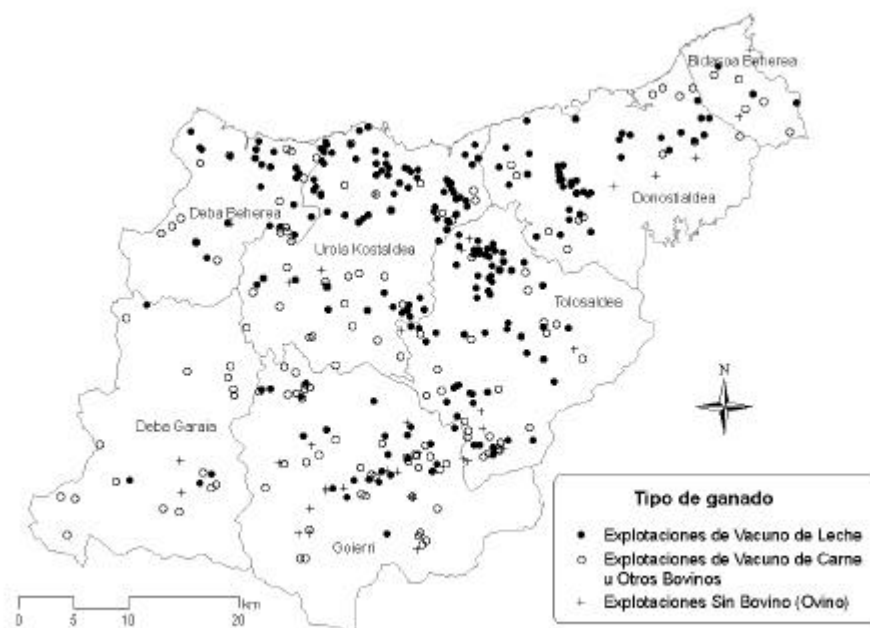 Bidasoa Beherea
Donostialdea
Deba Beherea
Urola Kostaldea
Tolosaldea
N
Deba Garaia
Goierri
Tipo de ganado
Explotaciones de Vacuno de Leche
Explotaciones de Vacuno de Carne
u Otros Bovinos
Explotaciones Sin Bovino (Ovino)
km
0 5 10 20